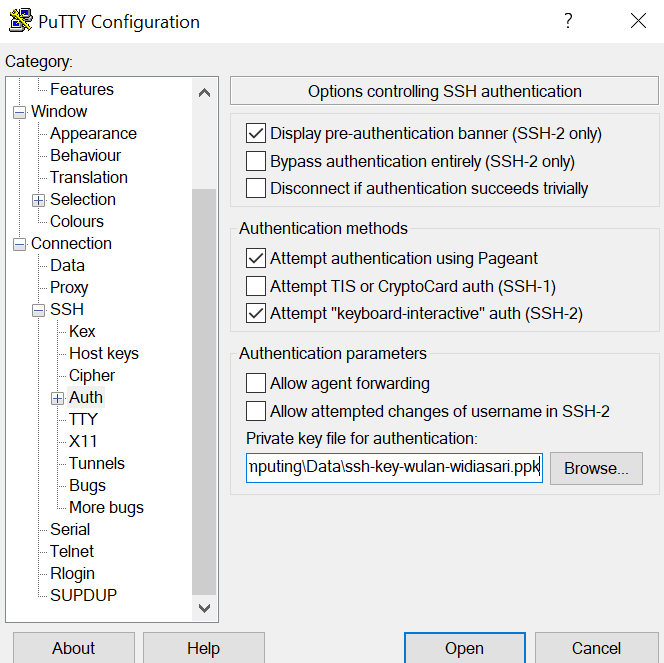 PuTTY Configuration ?
Category:
Features
Window
Appearance
Behaviour
Translation
Selection
Colours
Connection
Data
Proxy
SSH
Kex
Host keys
Cipher
Auth
TTY
X11
Tunnels
Bugs
More bugs
Serial
Telnet
Rlogin
SUPDUP
Options controlling SSH authentication
Display pre-authentication banner (SSH-2 only)
Bypass authentication entirely (SSH-2 only)
Disconnect if authentication succeeds trivially
Authentication methods
Attempt authentication using Pageant
Attempt TIS or CryptoCard auth (SSH-1)
Attempt "keyboard-interactive" auth (SSH-2)
Authentication parameters
Allow agent forwarding
Allow attempted changes of username in SSH-2
Private key file for authentication:
mputing\Data\ssh-key-wulan-widiasari.ppk
Browse...
About
Help
Open
Cancel